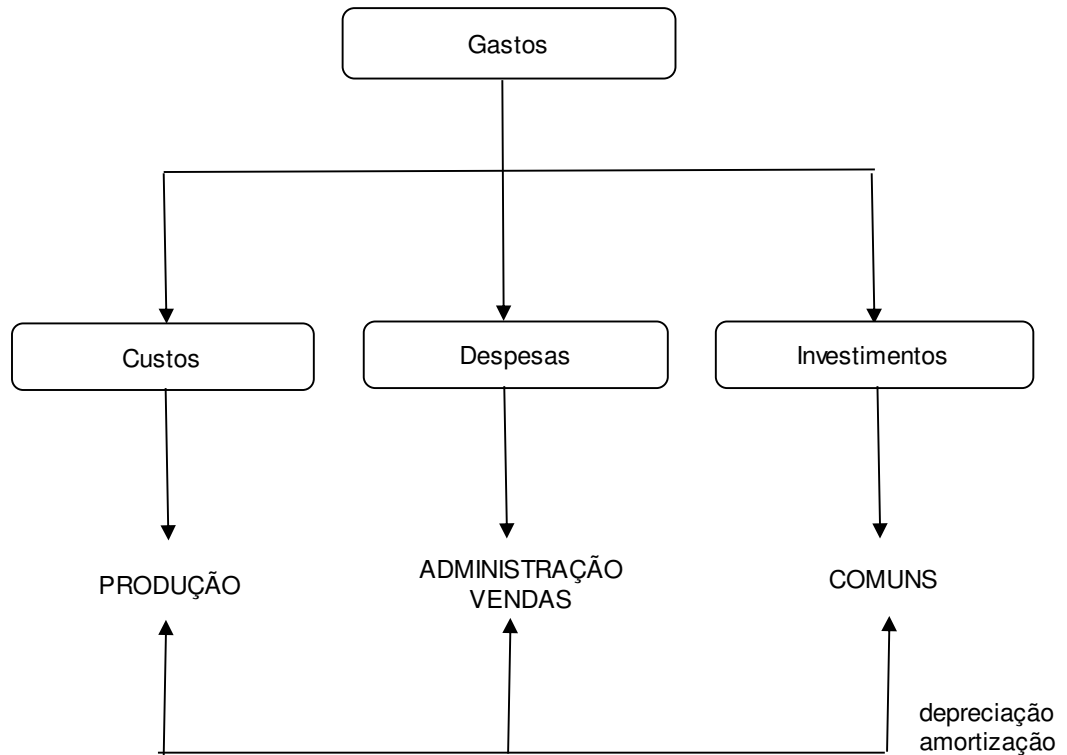 Gastos
Custos
Despesas
Investimentos
PRODUÇÃO
ADMINISTRAÇÃO
VENDAS
COMUNS
depreciação
amortização